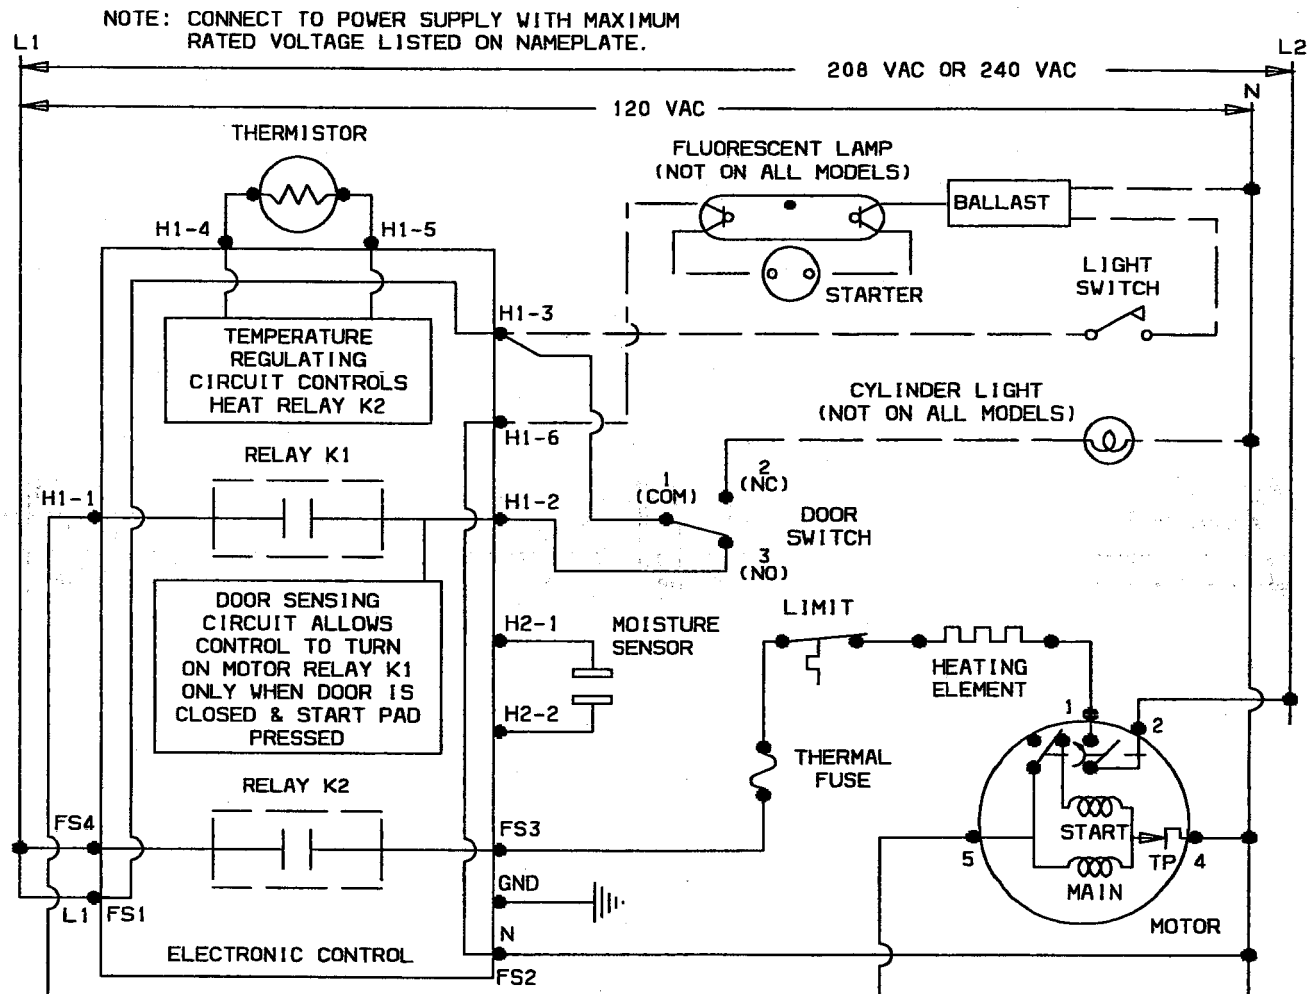 NOTE: CONNECT TO POWER SUPPLY WITH MAXIMUM
RATED VOLTAGE LISTED ON NAMEPLATE.
L1
L2
208 VAC OR 240 VAC
N
120 VAC
THERMISTOR
FLUORESCENT LAMP
(NOT ON ALL MODELS)
BALLAST
H1-4
H1-5
LIGHT
SWITCH
STARTER
H1-3
TEMPERATURE
REGULATING
CIRCUIT CONTROLS
HEAT RELAY K2
CYLINDER LIGHT
(NOT ON ALL MODELS)
H1-6
RELAY K1
H1-1
H1-2
1
(COM)
2
(NC)
DOOR
SWITCH
3
(NO)
DOOR SENSING
CIRCUIT ALLOWS
CONTROL TO TURN
ON MOTOR RELAY K1
ONLY WHEN DOOR IS
CLOSED & START PAD
PRESSED
H2-1
MOISTURE
SENSOR
H2-2
LIMIT
HEATING
ELEMENT
1
2
THERMAL
FUSE
RELAY K2
FS4
FS3
START
5
TP
4
MAIN
MOTOR
GND
L1
FS1
N
ELECTRONIC CONTROL
FS2